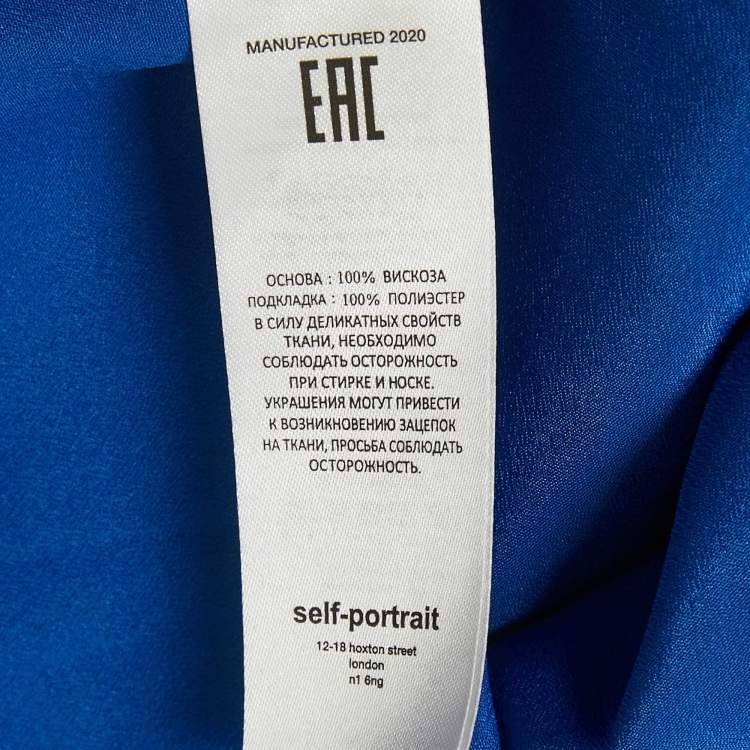 MANUFACTURED 2020
EAC
ОСНОВА : 100% ВИСКОЗА
ПОДКЛАДКА : 100% ПОЛИЭСТЕР
В СИЛУ ДЕЛИКАТНЫХ СВОЙСТВ
ТКАНИ, НЕОБХОДИМО
СОБЛЮДАТЬ ОСТОРОЖНОСТЬ
ПРИ СТИРКЕ И НОСКЕ.
УКРАШЕНИЯ МОГУТ ПРИВЕСТИ
К ВОЗНИКНОВЕНИЮ ЗАЦЕПОК
НА ТКАНИ, ПРОСЬБА СОБЛЮДАТЬ
ОСТОРОЖНОСТЬ.
self-portrait
12-18 hoxton street
london
n1 6ng